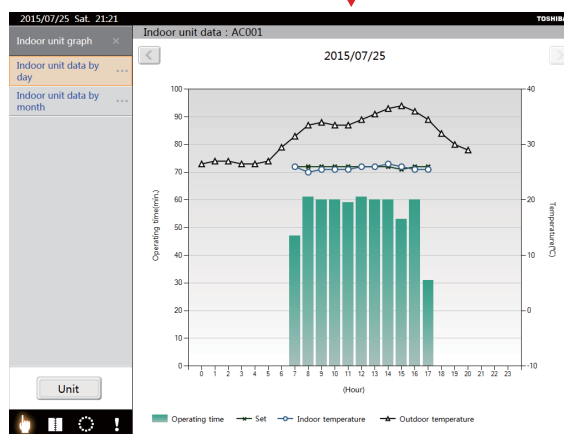 2015/07/25 Sat. 21:21
TOSHIBA
Indoor unit graph ×
Indoor unit data : AC001
Indoor unit data by
day
Indoor unit data by
month
2015/07/25
100
90
80
70
60
50
40
30
20
10
0
Operating time(min.)
40
30
20
10
0
-10
Temperature(°C)
0 1 2 3 4 5 6 7 8 9 10 11 12 13 14 15 16 17 18 19 20 21 22 23
(Hour)
Operating time Set Indoor temperature Outdoor temperature
Unit
!